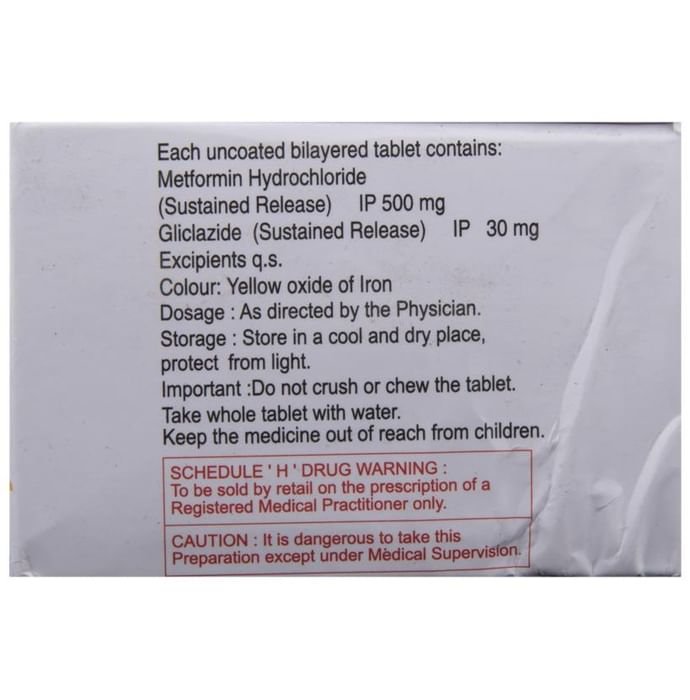 Each uncoated bilayered tablet contains:
Metformin Hydrochloride
(Sustained Release) IP 500 mg
Gliclazide (Sustained Release) IP 30 mg
Excipients q.s.
Colour: Yellow oxide of Iron
Dosage : As directed by the Physician.
Storage : Store in a cool and dry place,
protect from light.
Important :Do not crush or chew the tablet.
Take whole tablet with water.
Keep the medicine out of reach from children.
SCHEDULE ' H ' DRUG WARNING :
To be sold by retail on the prescription of a
Registered Medical Practitioner only.
CAUTION : It is dangerous to take this
Preparation except under Medical Supervision.